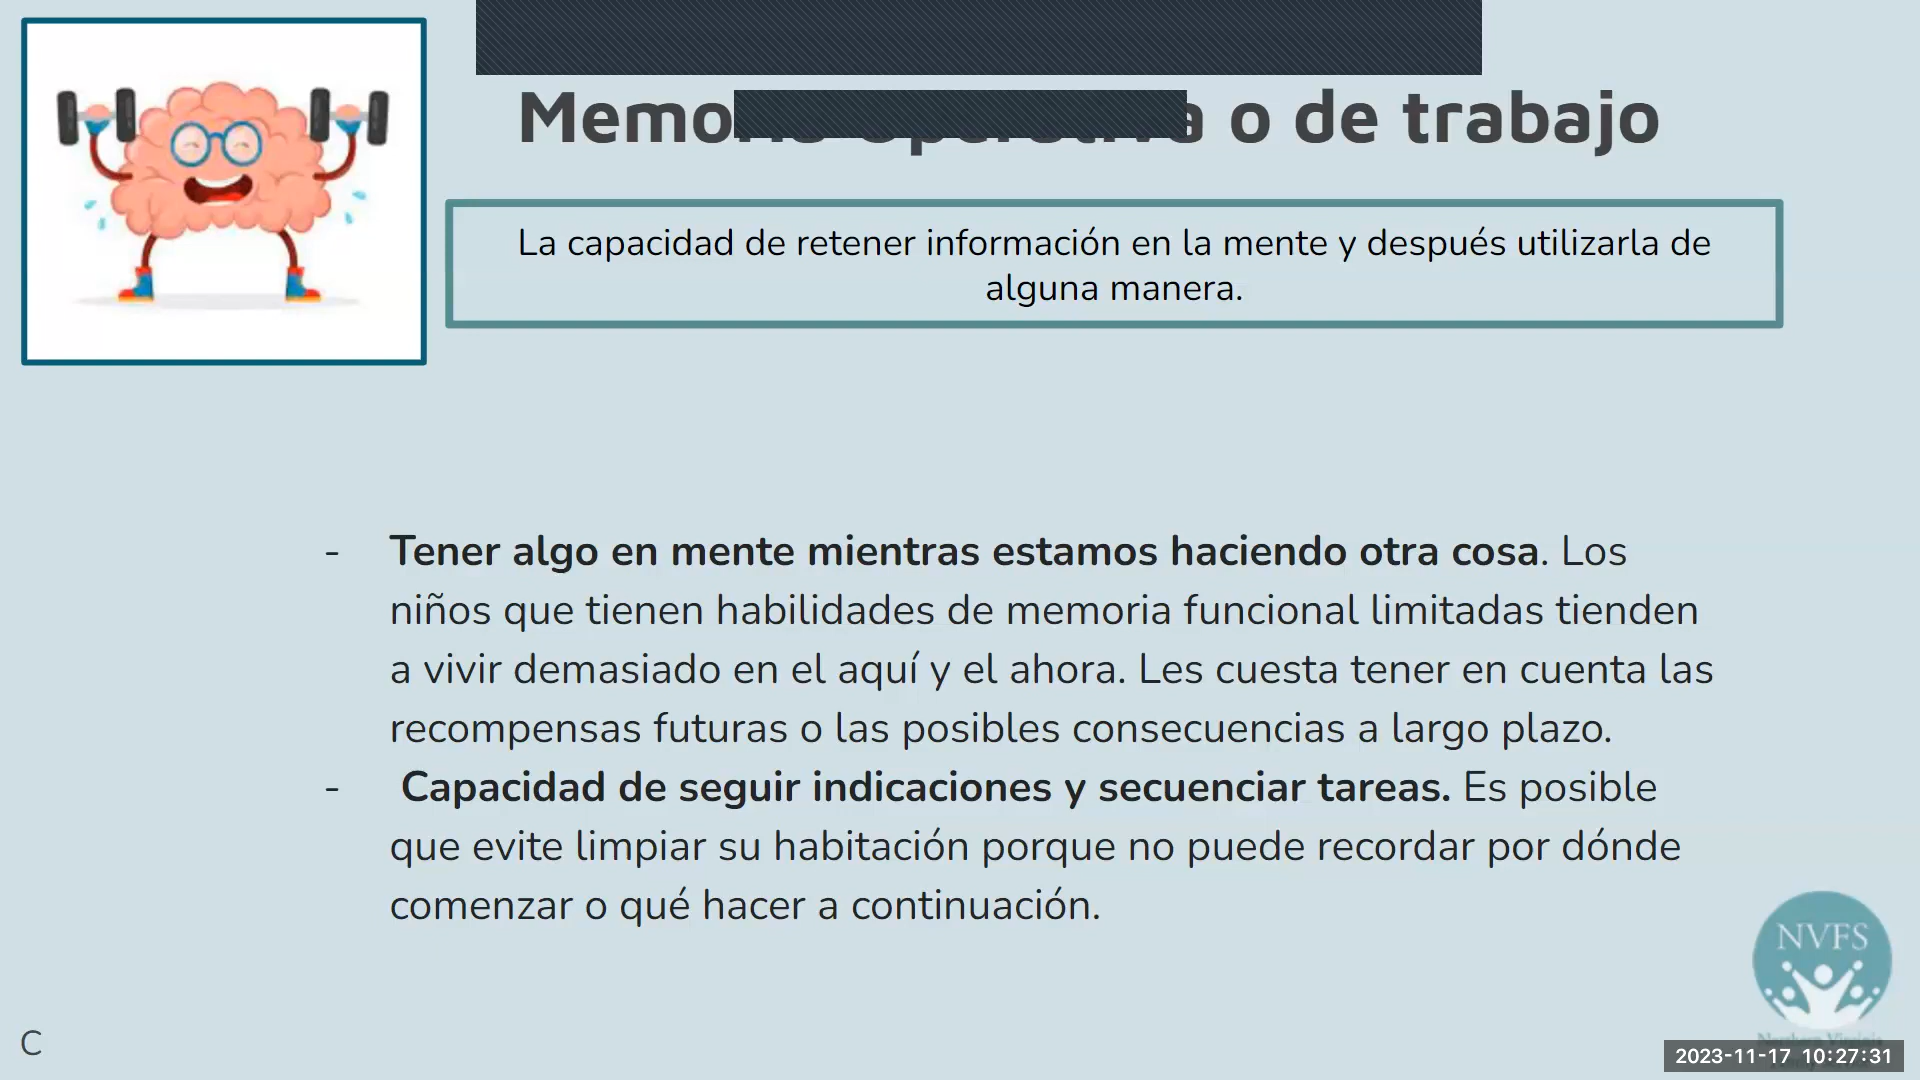 Memoria operativa o de trabajo
La capacidad de retener información en la mente y después utilizarla de
alguna manera.
- Tener algo en mente mientras estamos haciendo otra cosa. Los
niños que tienen habilidades de memoria funcional limitadas tienden
a vivir demasiado en el aquí y el ahora. Les cuesta tener en cuenta las
recompensas futuras o las posibles consecuencias a largo plazo.
- Capacidad de seguir indicaciones y secuenciar tareas. Es posible
que evite limpiar su habitación porque no puede recordar por dónde
comenzar o qué hacer a continuación.
NVFS
Northern Virginia
C
2023-11-17 10:27:31